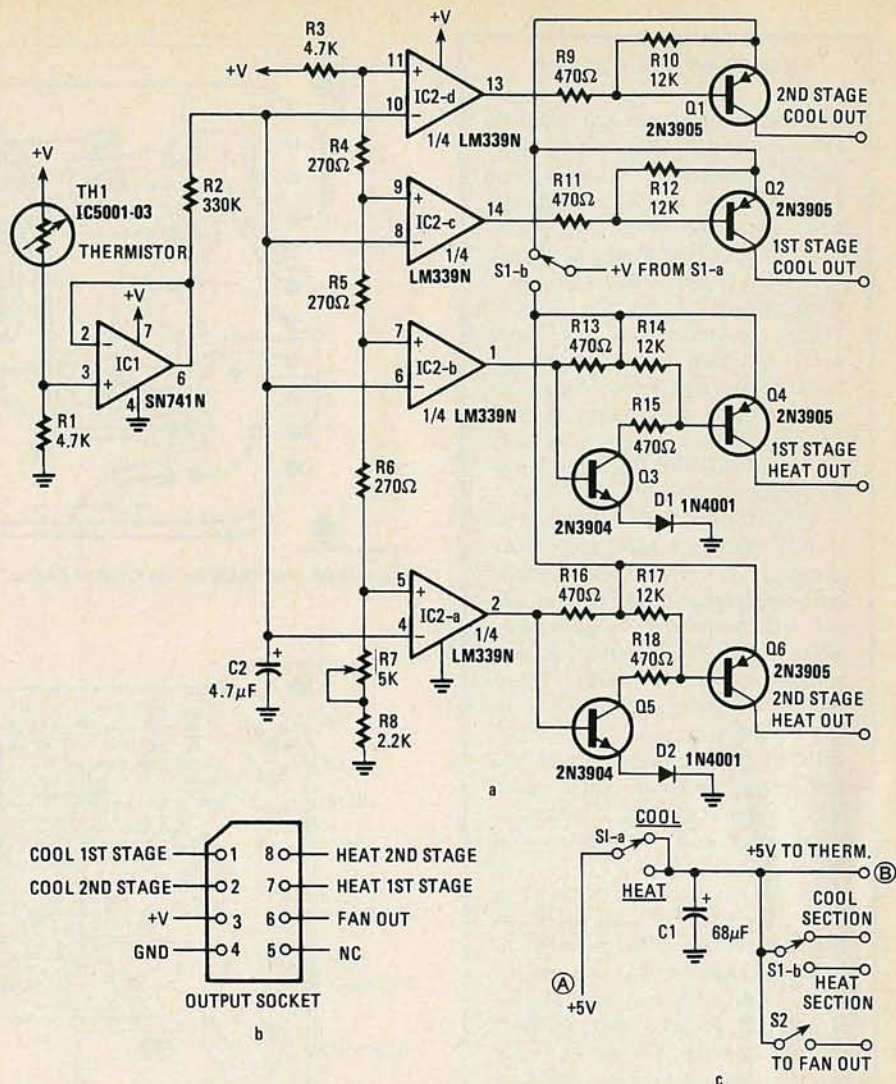 R3
4.7K
+V
+V
11
+
IC2-d
10
−
13
1/4 LM339N
R9
470Ω
R10
12K
Q1
2N3905
2ND STAGE
COOL OUT
R4
270Ω
+V
TH1
IC5001-03
THERMISTOR
R2
330K
9
+
IC2-c
8
−
14
1/4
LM339N
R11
470Ω
R12
12K
Q2
2N3905
1ST STAGE
COOL OUT
S1-b
+V FROM S1-a
R5
270Ω
+V
2
−
7
IC1
3
+
6
4
SN741N
R1
4.7K
7
+
IC2-b
6
−
1
1/4 LM339N
R13
470Ω
R14
12K
R15
470Ω
Q4
2N3905
1ST STAGE
HEAT OUT
Q3
2N3904
D1
1N4001
R6
270Ω
5
+
IC2-a
4
−
2
1/4
LM339N
R16
470Ω
R17
12K
R18
470Ω
Q6
2N3905
2ND STAGE
HEAT OUT
Q5
2N3904
D2
1N4001
C2
4.7μF
+
R7
5K
R8
2.2K
a
COOL 1ST STAGE 1
COOL 2ND STAGE 2
+V 3
GND 4
8 HEAT 2ND STAGE
7 HEAT 1ST STAGE
6 FAN OUT
5 NC
OUTPUT SOCKET
b
COOL
SI-a
HEAT
+5V TO THERM.
B
C1
+
68μF
COOL
SECTION
S1-b
HEAT
SECTION
A
+5V
S2
TO FAN OUT
c